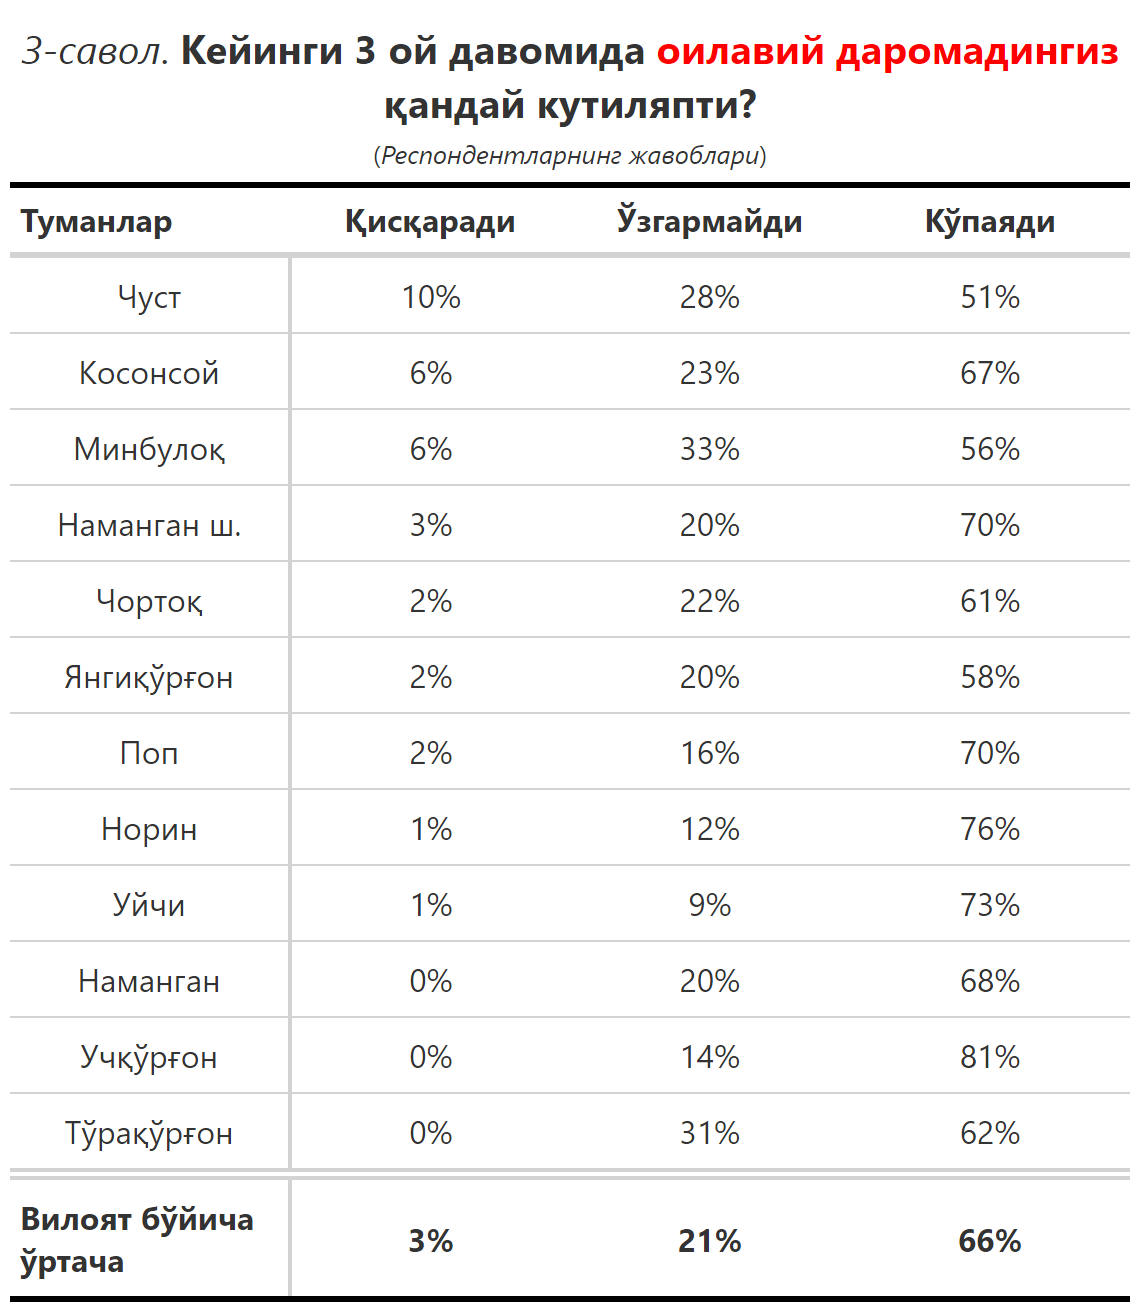 3-савол. Кейинги 3 ой давомида оилавий даромадингиз
қандай кутиляпти?
(Респондентларнинг жавоблари)
Туманлар Қисқаради Ўзгармайди Кўпаяди
Чуст 10% 28% 51%
Косонсой 6% 23% 67%
Минбулоқ 6% 33% 56%
Наманган ш. 3% 20% 70%
Чортоқ 2% 22% 61%
Янгиқўрғон 2% 20% 58%
Поп 2% 16% 70%
Норин 1% 12% 76%
Уйчи 1% 9% 73%
Наманган 0% 20% 68%
Учқўрғон 0% 14% 81%
Тўрақўрғон 0% 31% 62%
Вилоят бўйича
ўртача 3% 21% 66%